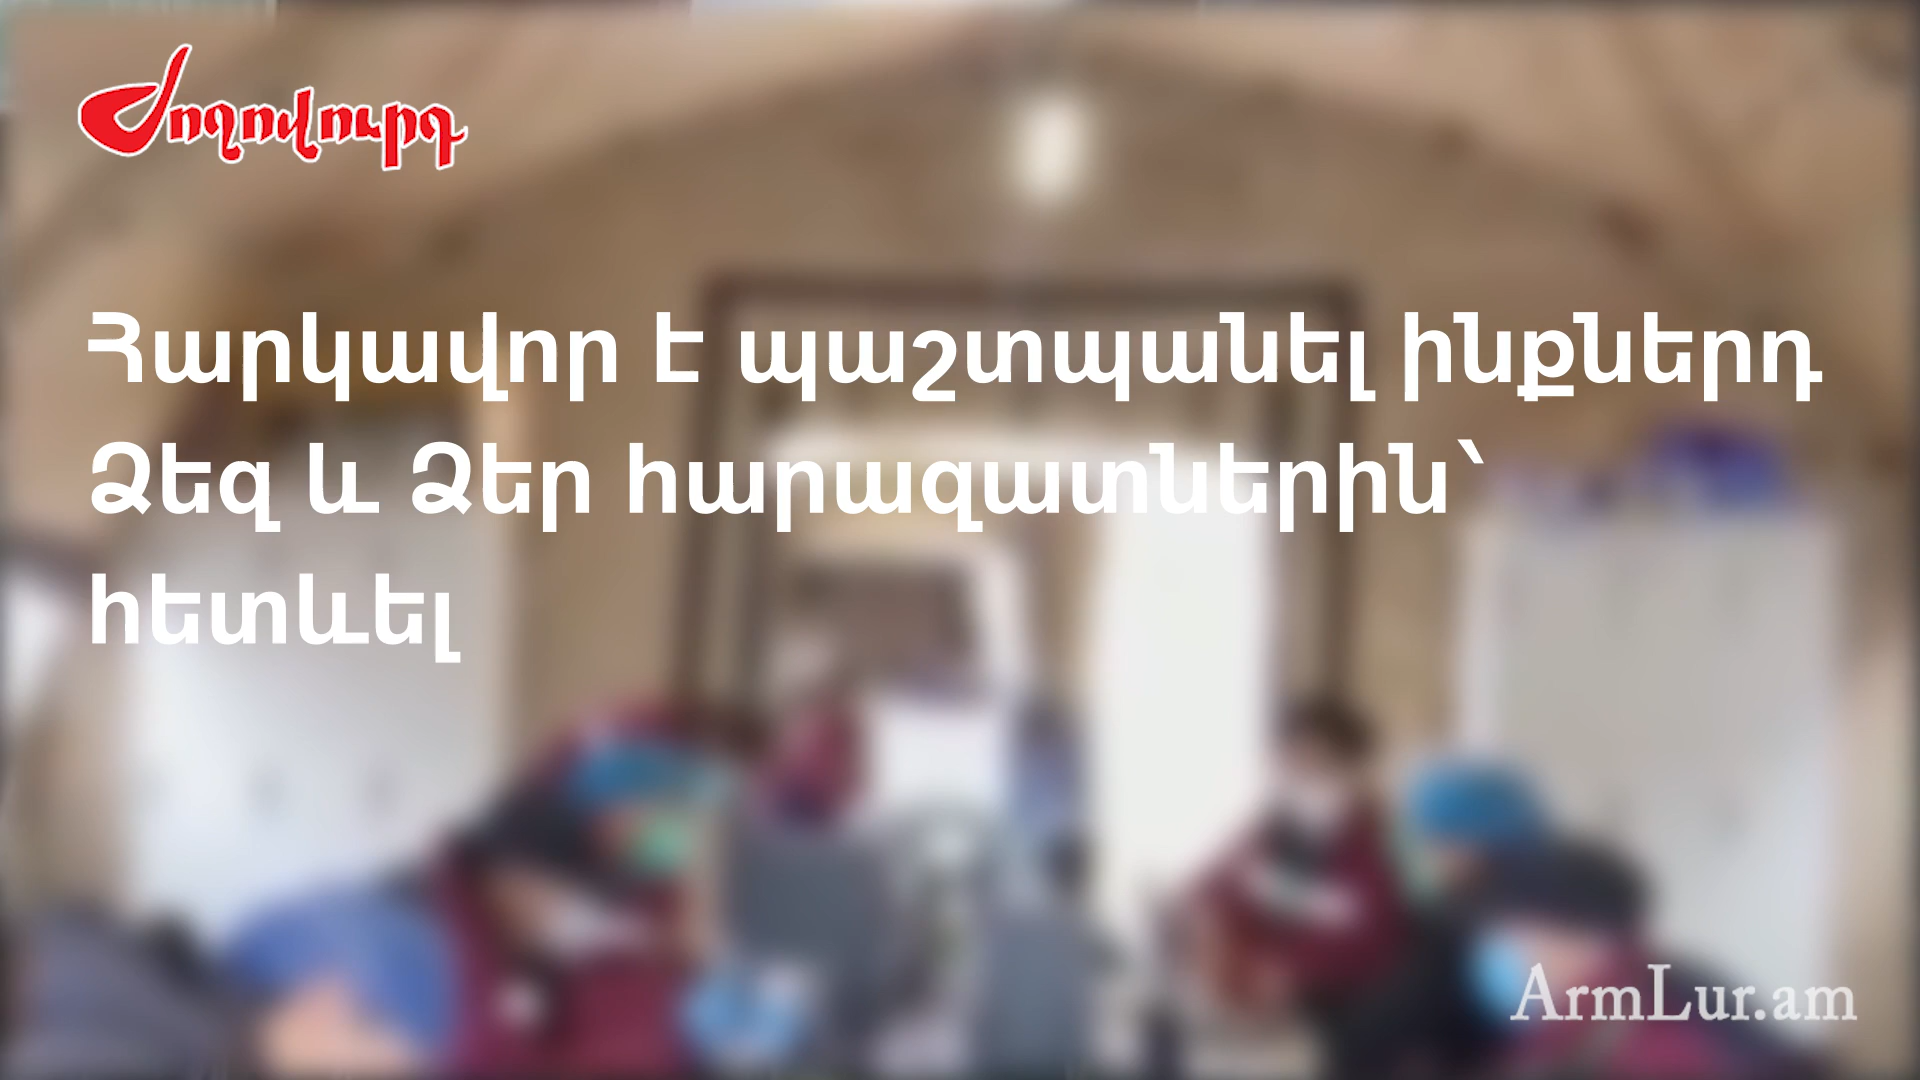 Ժողովուրդ
Հարկավոր է պաշտպանել ինքներդ
Ձեզ և Ձեր հարազատներին՝
հետևել
ArmLur.am